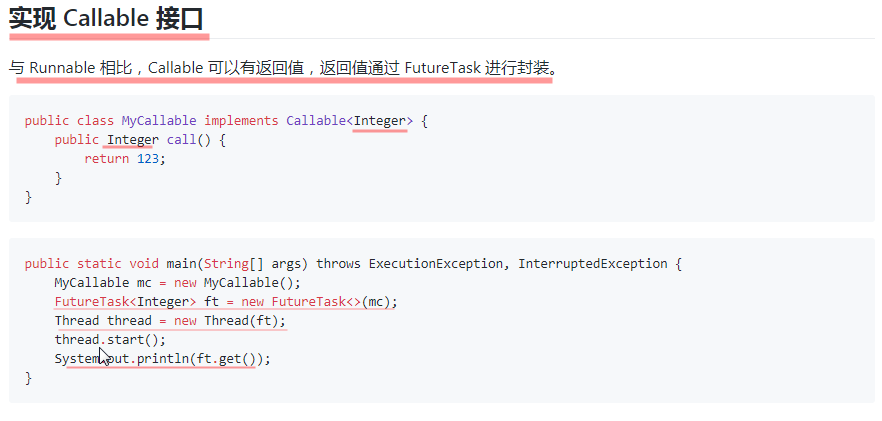 实现 Callable 接口
与 Runnable 相比，Callable 可以有返回值，返回值通过 FutureTask 进行封装。
public class MyCallable implements Callable<Integer> {
    public Integer call() {
        return 123;
    }
}
public static void main(String[] args) throws ExecutionException, InterruptedException {
    MyCallable mc = new MyCallable();
    FutureTask<Integer> ft = new FutureTask<>(mc);
    Thread thread = new Thread(ft);
    thread.start();
    System.out.println(ft.get());
}